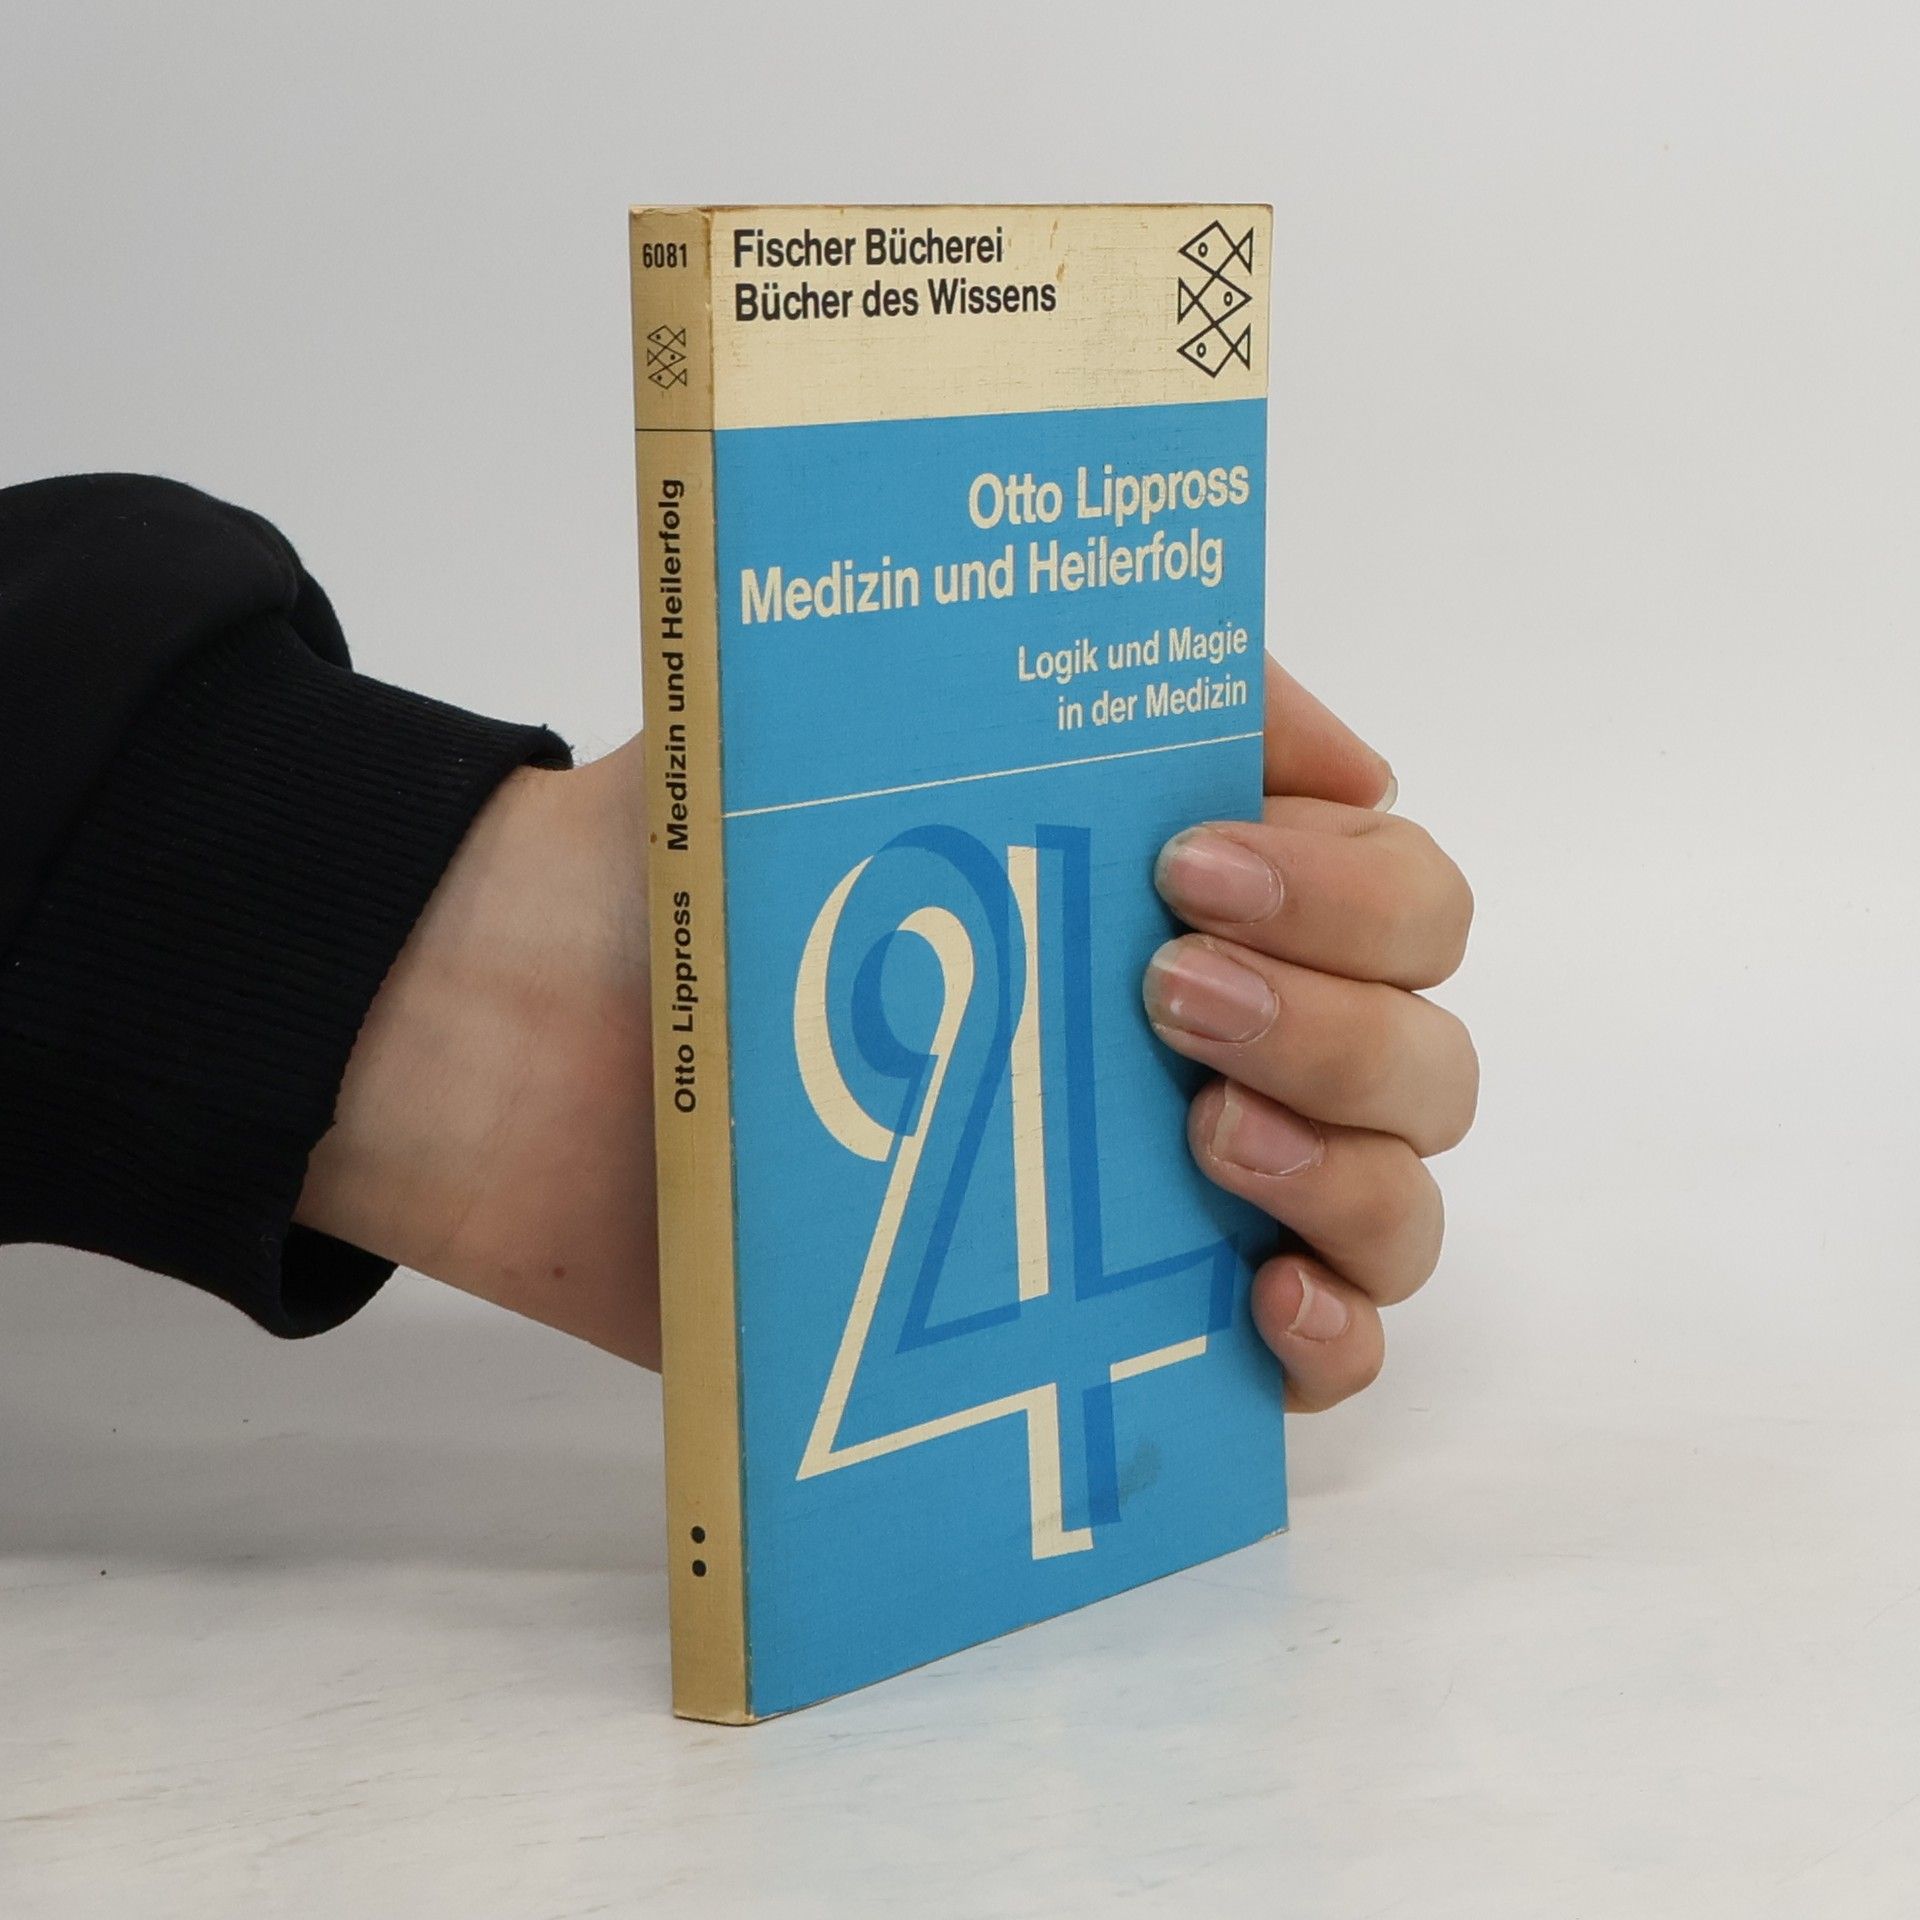 6081
Otto Lippross Medizin und Heilerfolg
Fischer Bücherei
Bücher des Wissens
Otto Lippross
Medizin und Heilerfolg
Logik und Magie
in der Medizin